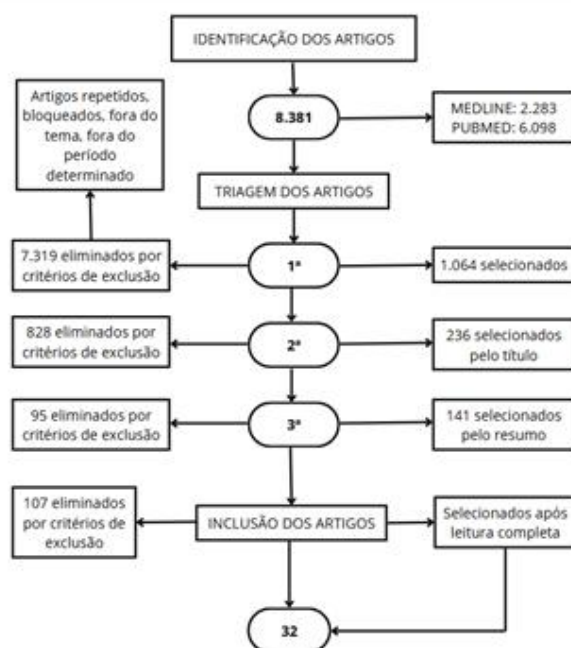 IDENTIFICAÇÃO DOS ARTIGOS
Artigos repetidos,
bloqueados, fora do
tema, fora do
período
determinado
8.381
MEDLINE: 2.283
PUBMED: 6.098
TRIAGEM DOS ARTIGOS
7.319 eliminados por
critérios de exclusão
1ª
1.064 selecionados
828 eliminados por
critérios de exclusão
2ª
236 selecionados
pelo título
95 eliminados por
critérios de exclusão
3ª
141 selecionados
pelo resumo
107 eliminados
por critérios de
exclusão
INCLUSÃO DOS ARTIGOS
Selecionados após
leitura completa
32